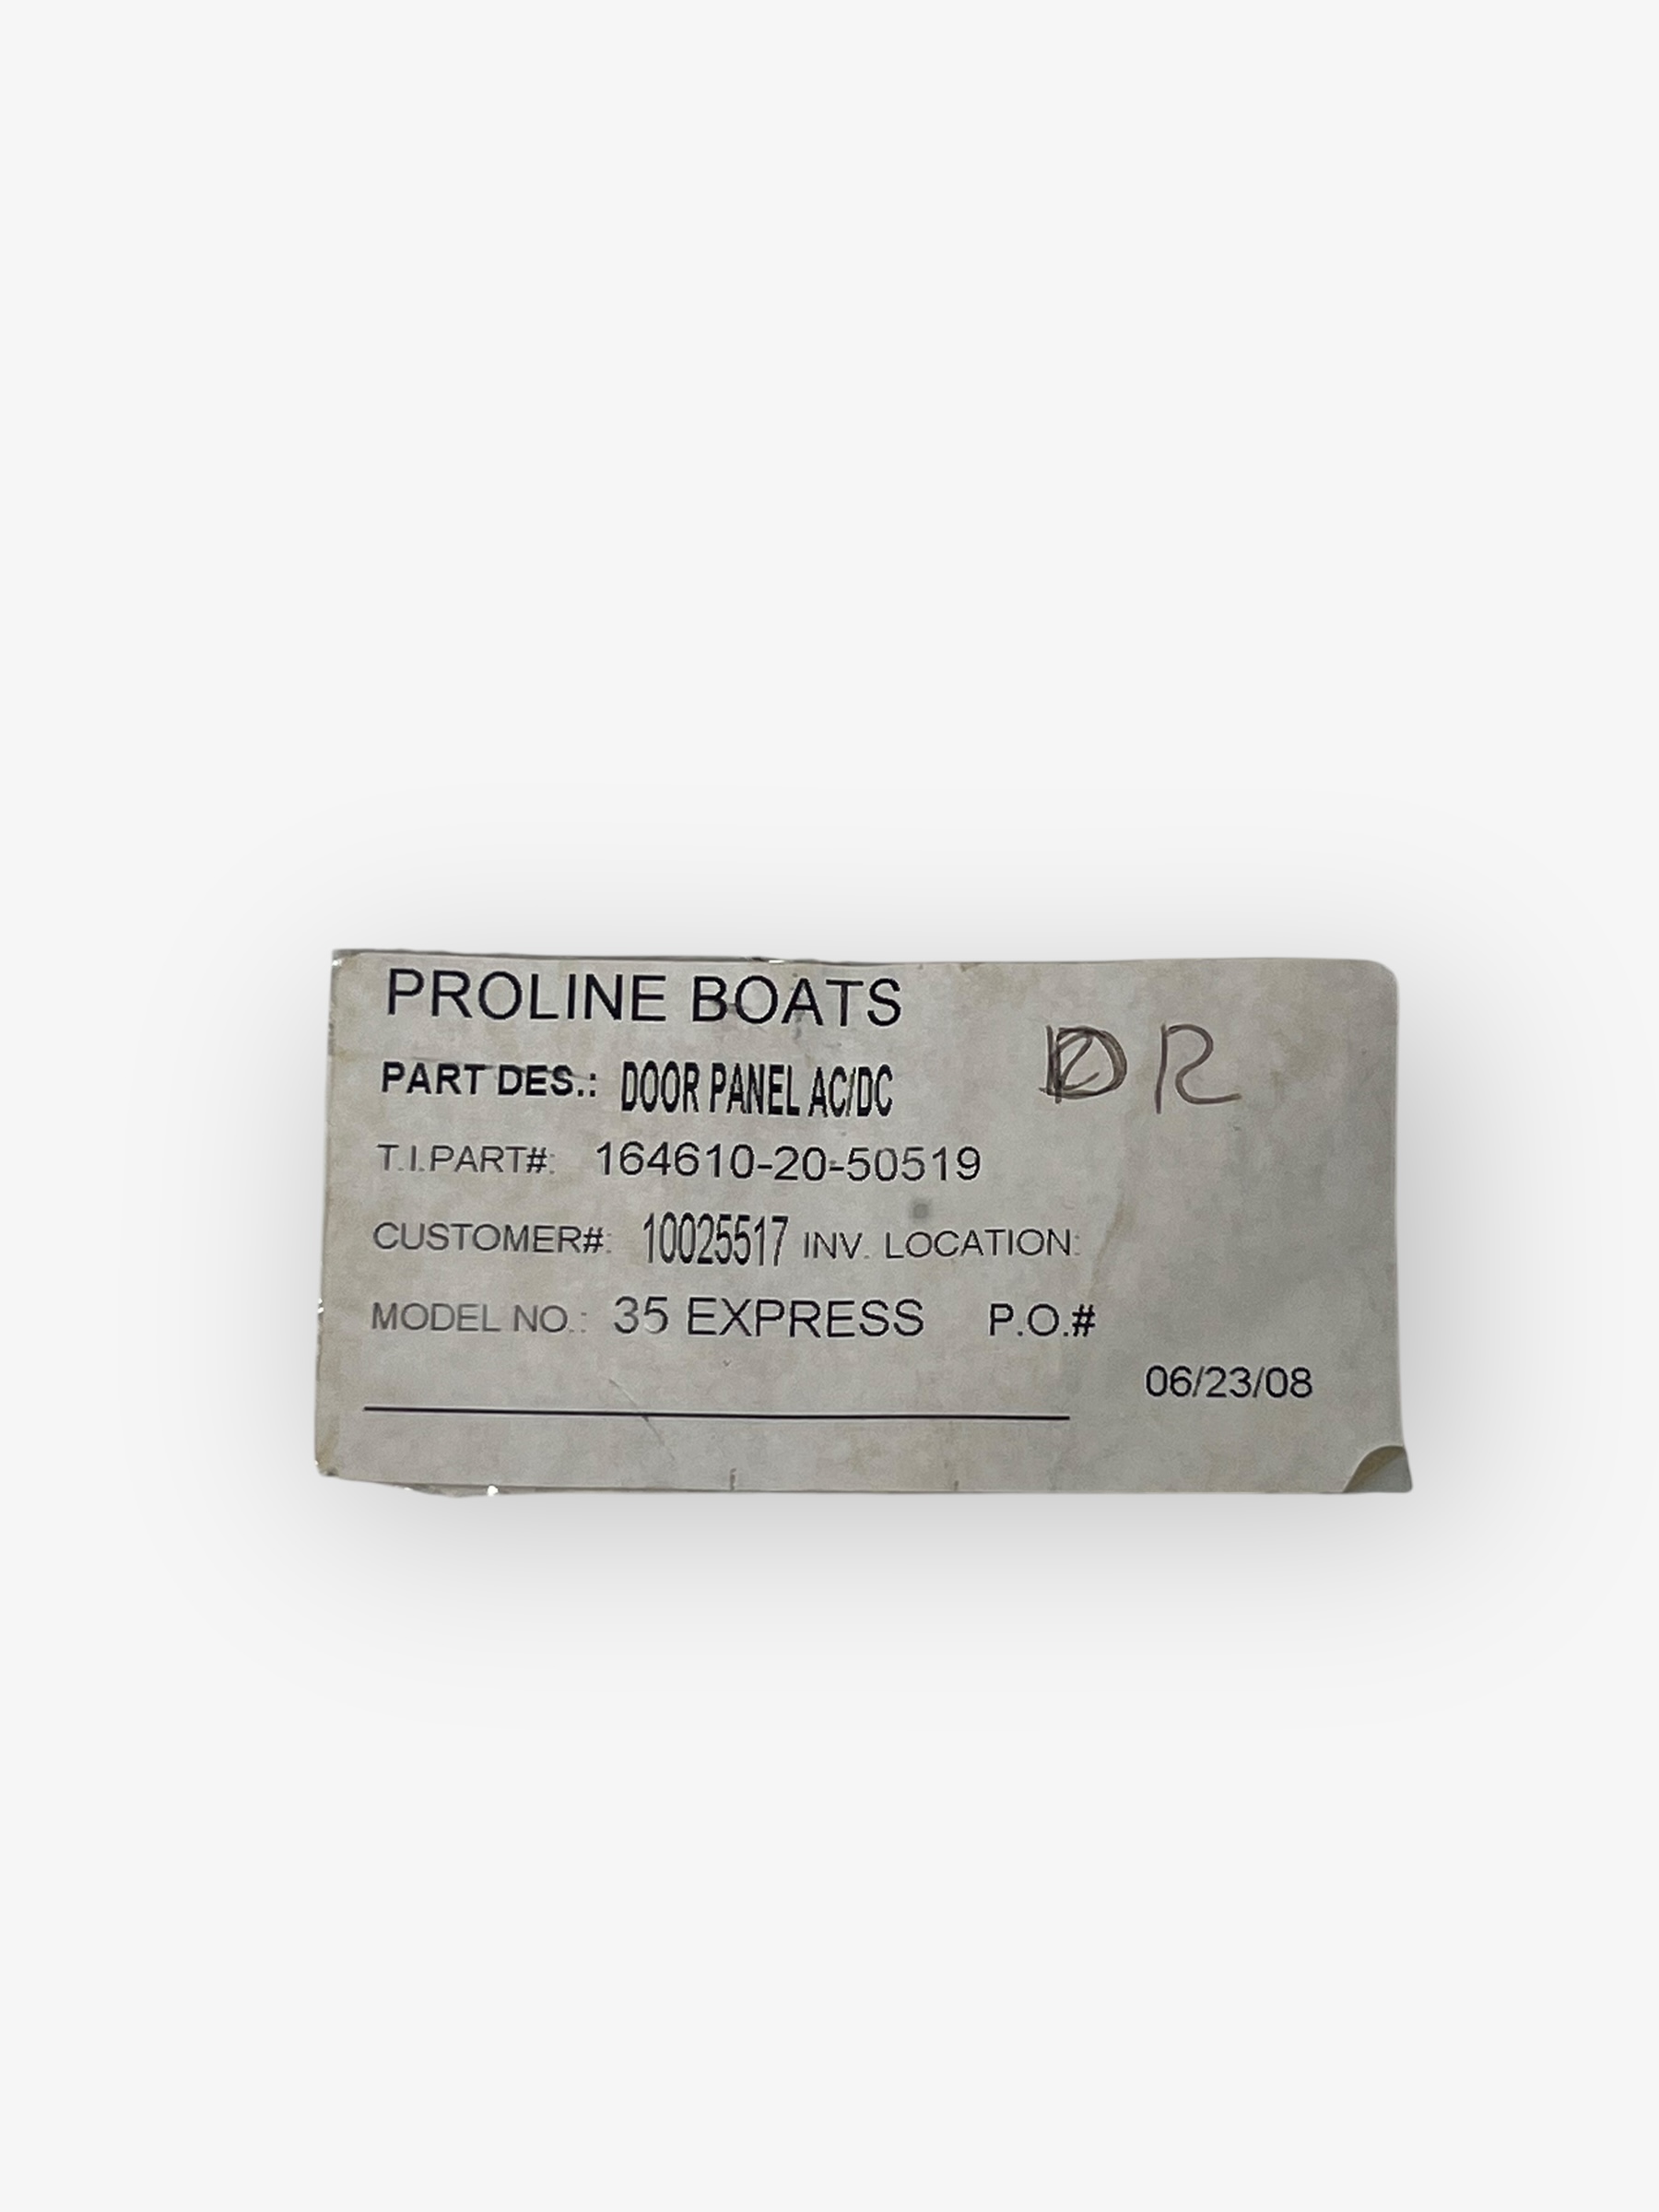 PROLINE BOATS
DR
PART DES.: DOOR PANEL AC/DC
T.I.PART#: 164610-20-50519
CUSTOMER#: 10025517 INV. LOCATION:
MODEL NO.: 35 EXPRESS P.O.#
06/23/08